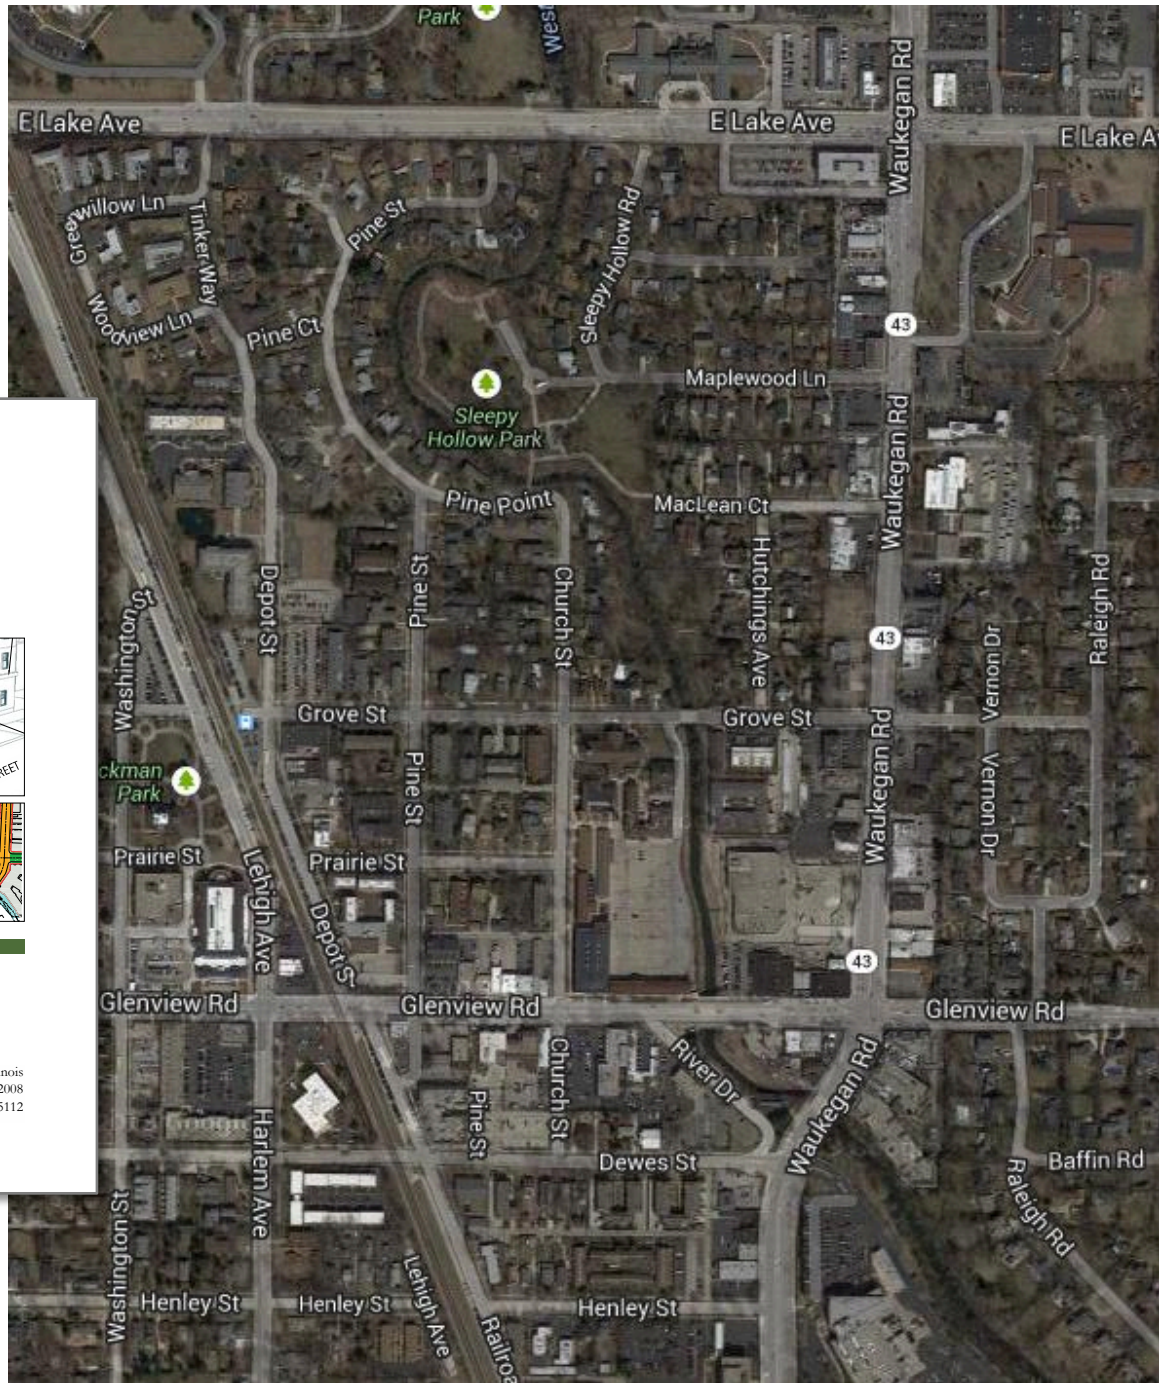 Park
West
E Lake Ave
E Lake Ave
E Lake A
Waukegan Rd
Greenwillow Ln
Tinker Way
Pine St
Sleepy Hollow Rd
Woodview Ln
Pine Ct
43
Maplewood Ln
Sleepy
Hollow Park
Waukegan Rd
Pine Point
MacLean Ct
Depot St
Pine St
Church St
Hutchings Ave
Raleigh Rd
Washington St
43
Vernon Dr
Grove St
Grove St
REET
ckman
Park
Pine St
Waukegan Rd
Vernon Dr
Prairie St
Prairie St
Lehigh Ave
Depot St
43
Glenview Rd
Glenview Rd
Glenview Rd
nois
2008
5112
Pine St
Church St
River Dr
Waukegan Rd
Harlem Ave
Dewes St
Baffin Rd
Raleigh Rd
Washington St
Lehigh Ave
Henley St
Henley St
Henley St
Railroa